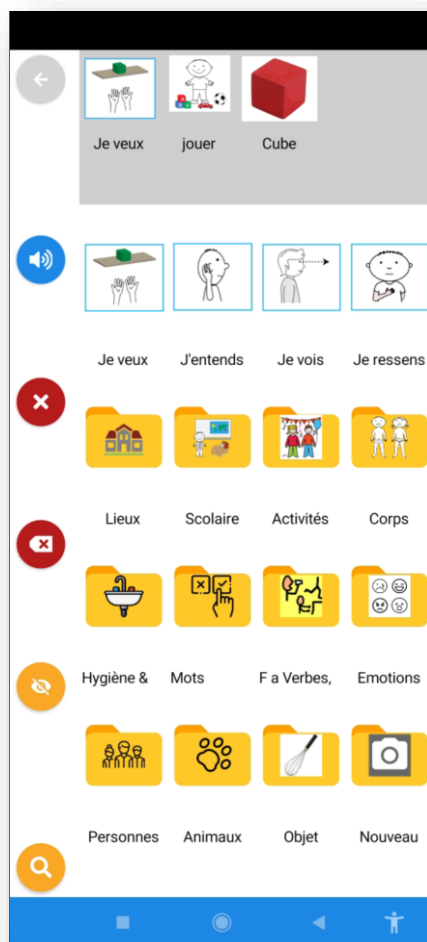 Je veux jouer Cube
Je veux J'entends Je vois Je ressens
Lieux Scolaire Activités Corps
Hygiène & Mots F a Verbes, Emotions
Personnes Animaux Objet Nouveau